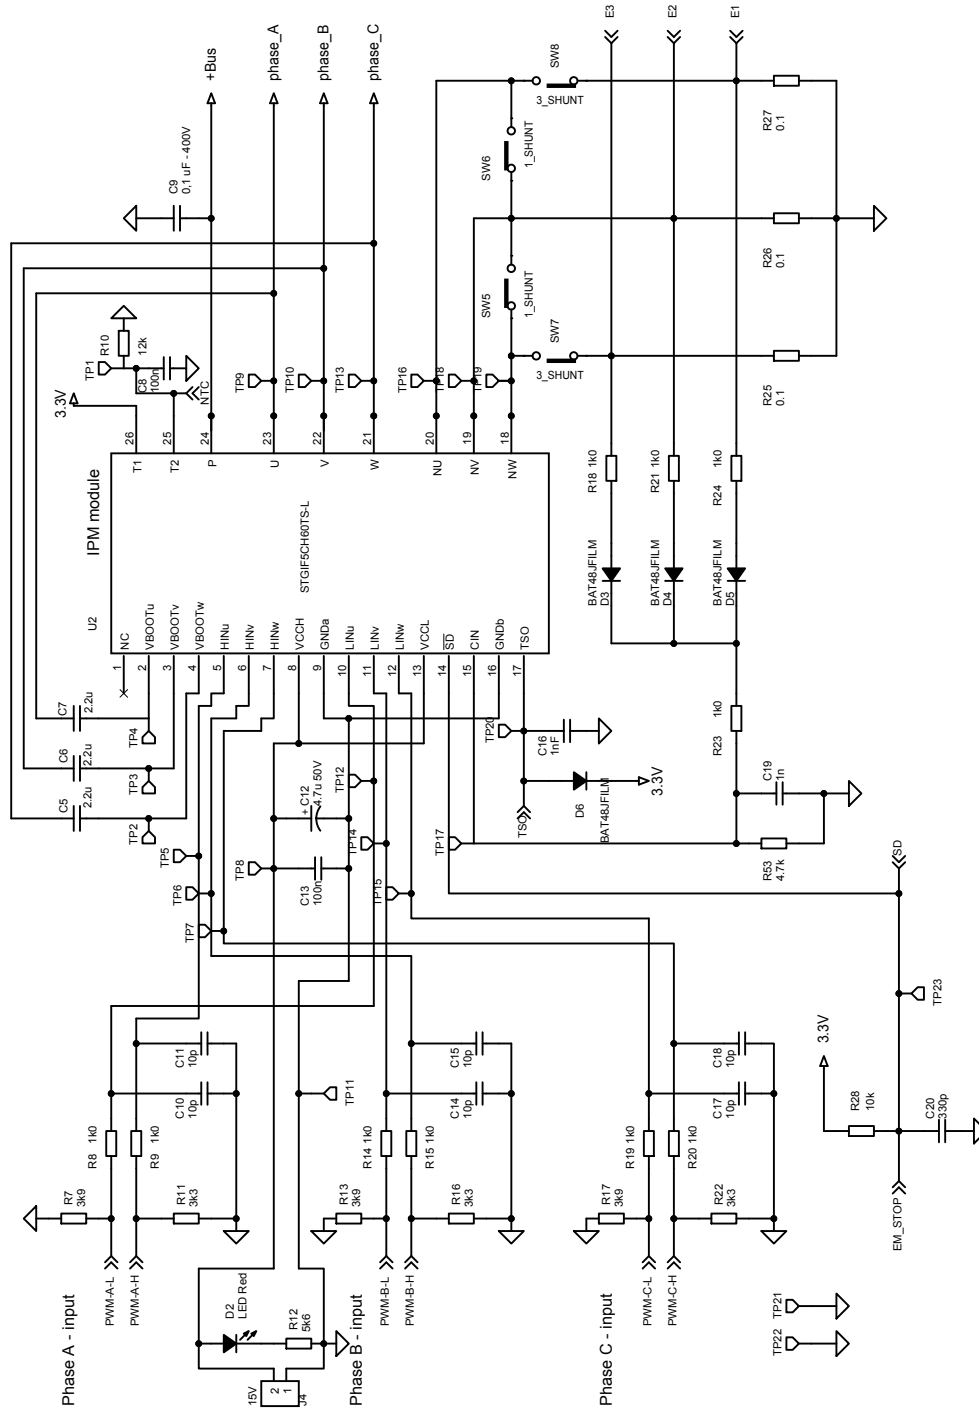 Phase A - input
PWM-A-L
PWM-A-H
R7
3k9
R8 1k0
R9 1k0
R11
3k3
C10
10p
C11
10p
15V
J4
2
1
D2
LED Red
R12
5k6
TP11
Phase B - input
PWM-B-L
PWM-B-H
R13
3k9
R14 1k0
R15 1k0
R16
3k3
C14
10p
C15
10p
Phase C - input
PWM-C-L
PWM-C-H
R17
3k9
R19 1k0
R20 1k0
R22
3k3
C17
10p
C18
10p
TP22
TP21
EM_STOP
R28
10k
3.3V
C20
330p
TP23
SD
TP7
TP6
TP5
TP8
C13
100n
+
C12
4.7u 50V
TP12
TP14
TP15
TP2
TP3
TP4
C5
2.2u
C6
2.2u
C7
2.2u
TP17
TSO
D6
BAT48JFILM
3.3V
C16
1nF
TP20
R53
4.7k
C19
1n
R23
1k0
U2
IPM module
STGIF5CH60TS-L
1
NC
2
VBOOTu
3
VBOOTv
4
VBOOTw
5
HINu
6
HINv
7
HINw
8
VCCH
9
GNDa
10
LINu
11
LINv
12
LINw
13
VCCL
14
SD
15
CIN
16
GNDb
17
TSO
T1
26
T2
25
P
24
U
23
V
22
W
21
NU
20
NV
19
NW
18
3.3V
TP1
R10
12k
C8
100n
NTC
TP9
TP10
TP13
TP16
TP18
TP19
C9
0,1 uF - 400V
+Bus
phase_A
phase_B
phase_C
SW5
1_SHUNT
SW6
1_SHUNT
SW7
3_SHUNT
SW8
3_SHUNT
BAT48JFILM
D3
R18 1k0
BAT48JFILM
D4
R21 1k0
BAT48JFILM
D5
R24
1k0
R25
0.1
R26
0.1
R27
0.1
E3
E2
E1